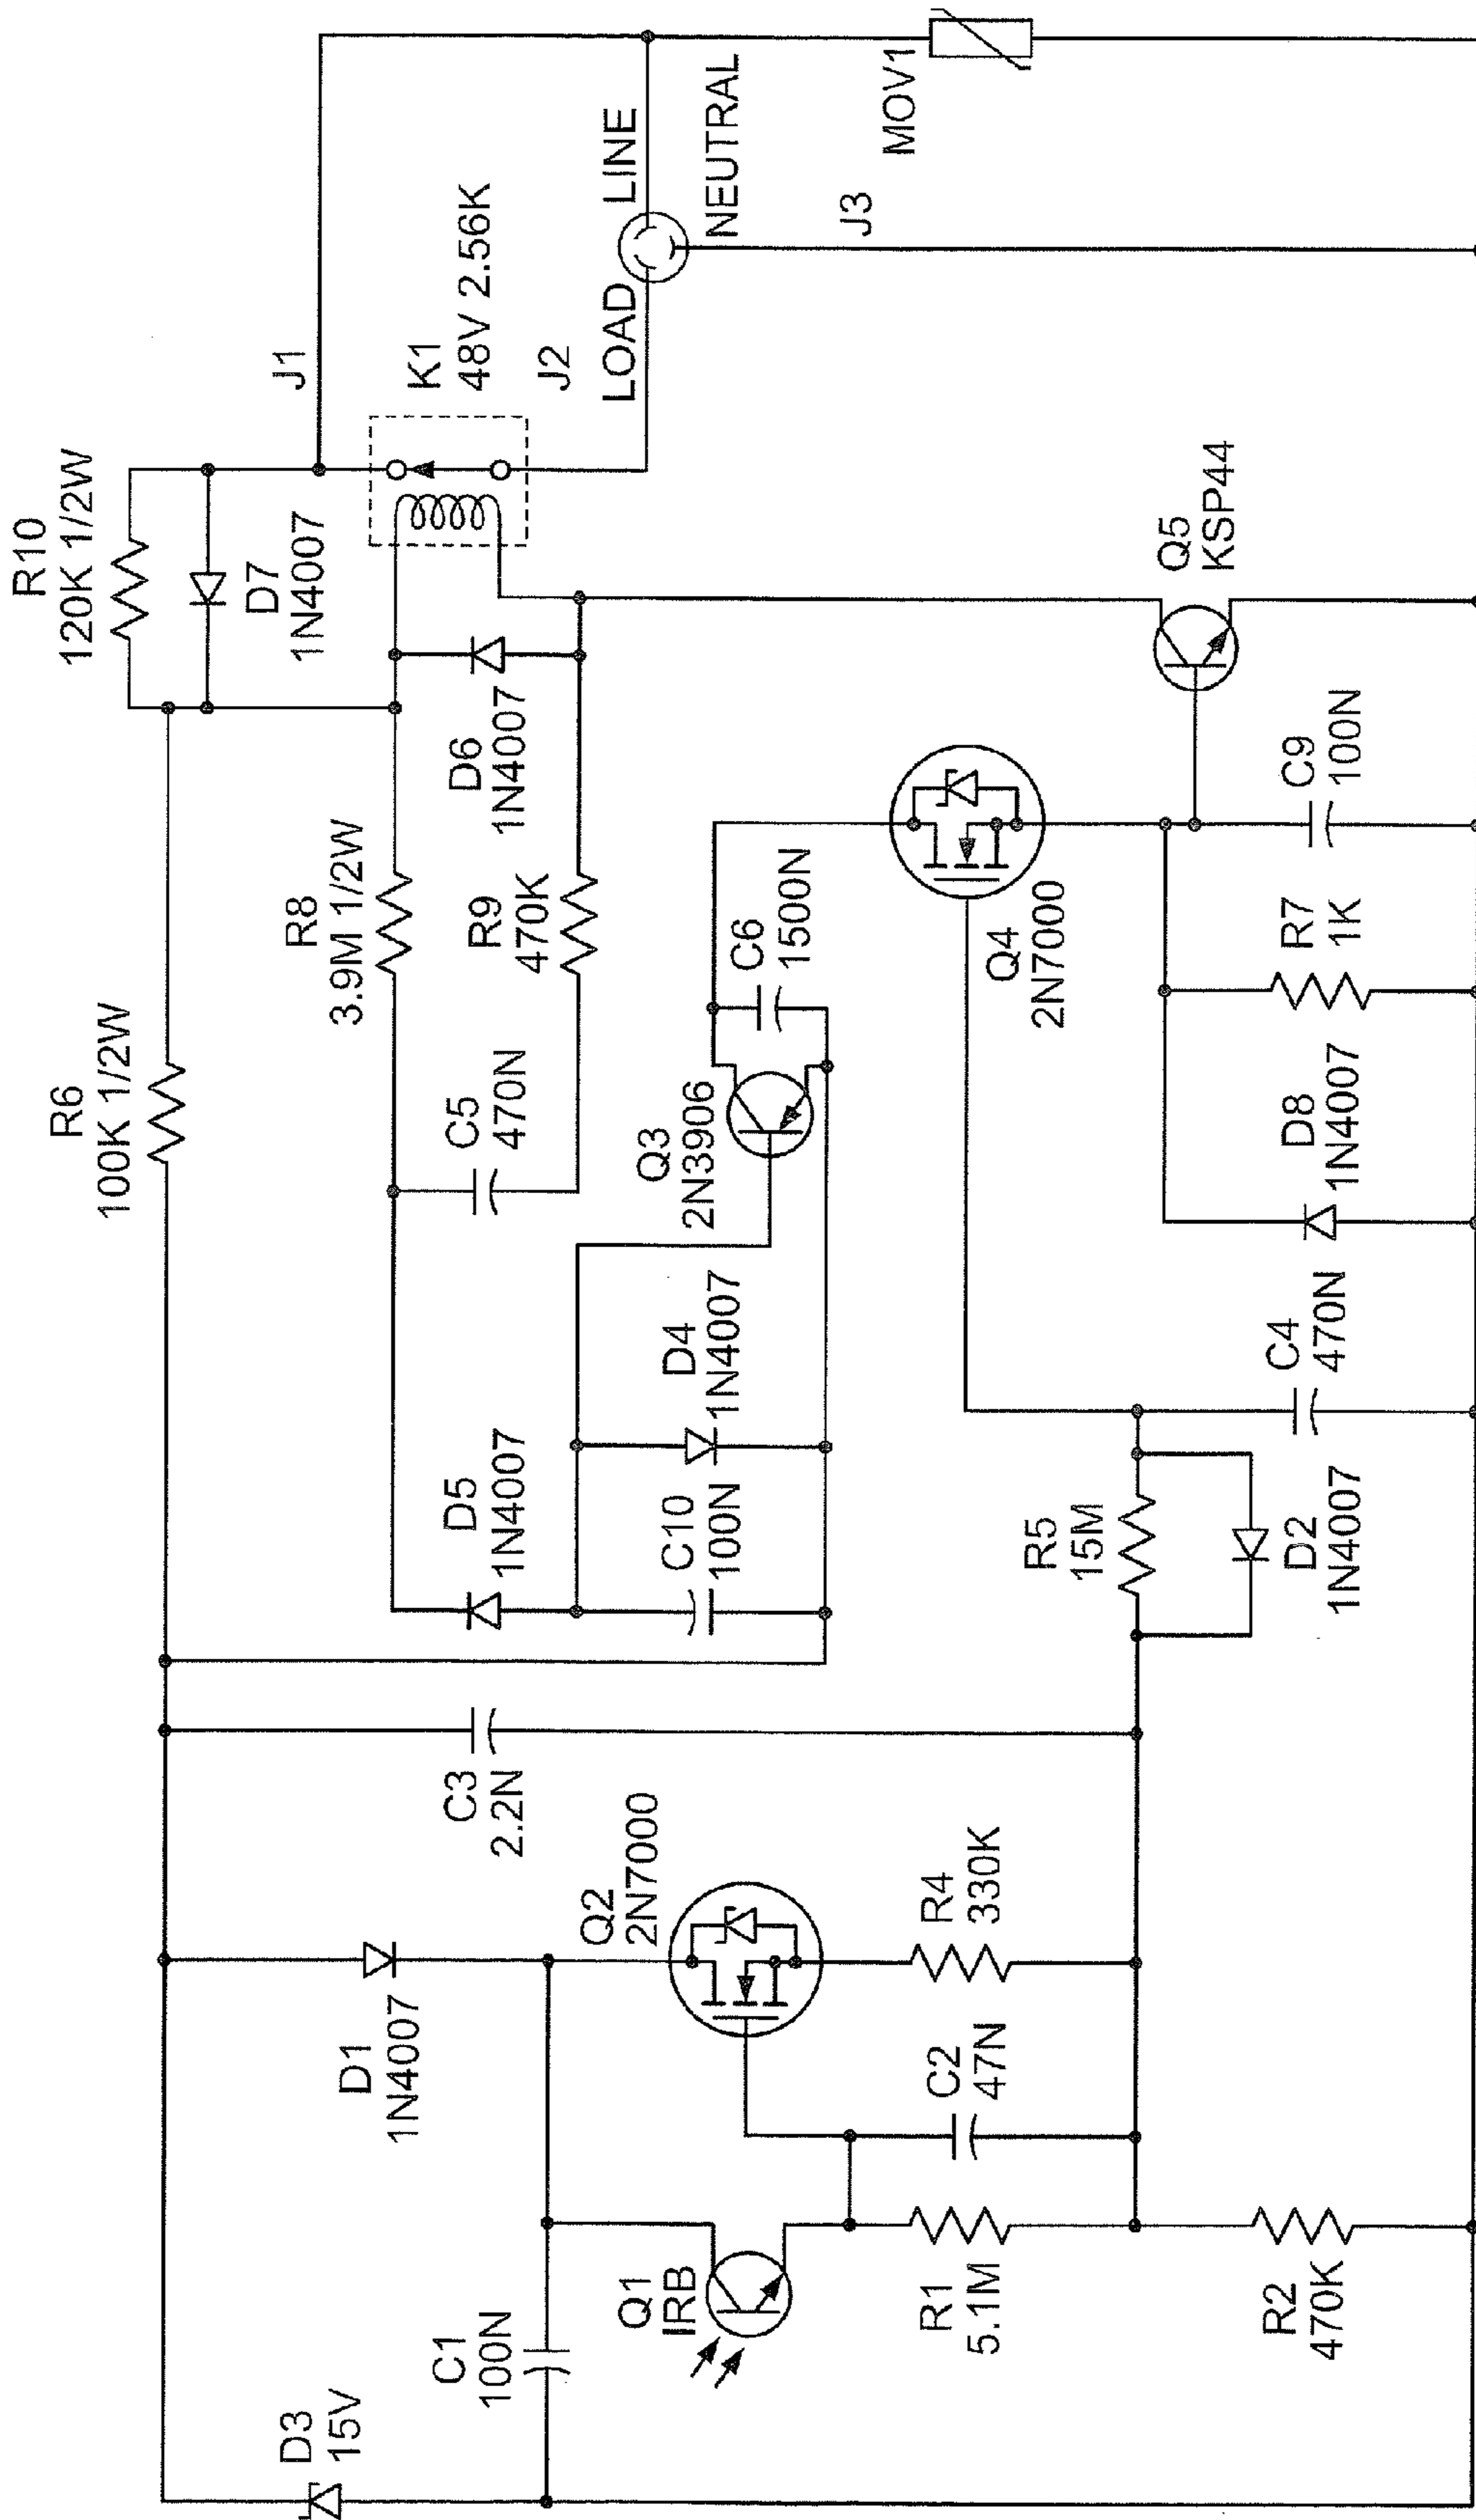 R10
120K 1/2W
D7
1N4007
J1
K1
48V 2.56K
J2
LOAD
LINE
NEUTRAL
J3
MOV1
R6
100K 1/2W
R8
3.9M 1/2W
D6
1N4007
R9
470K
C5
470N
Q3
2N3906
C6
1500N
Q4
2N7000
Q5
KSP44
C9
100N
R7
1K
D8
1N4007
C4
470N
D5
1N4007
D4
1N4007
C10
100N
R5
15M
D2
1N4007
C3
2.2N
D1
1N4007
Q2
2N7000
R4
330K
C2
47N
D3
15V
C1
100N
Q1
IRB
R1
5.1M
R2
470K